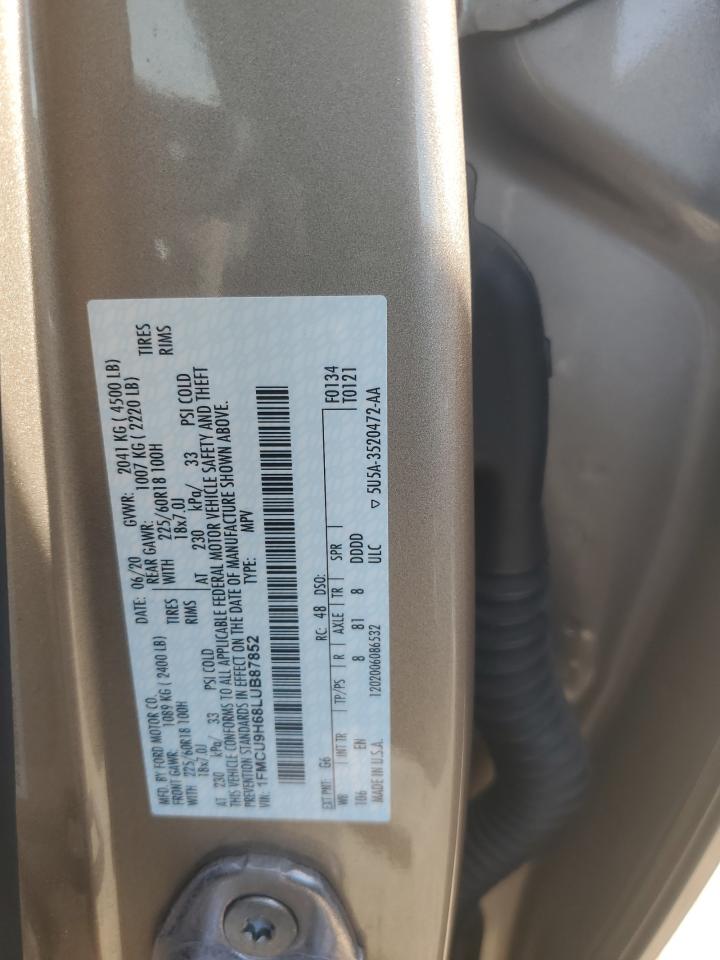 MFD. BY FORD MOTOR CO. DATE: 06/20 GVWR: 2041 KG ( 4500 LB)
FRONT GAWR: 1089 KG ( 2400 LB) REAR GAWR: 1007 KG ( 2220 LB)
WITH 225/60R18 100H TIRES WITH 225/60R18 100H TIRES
18x7.0J RIMS 18x7.0J RIMS
AT 230 kPa/ 33 PSI COLD AT 230 kPa/ 33 PSI COLD
THIS VEHICLE CONFORMS TO ALL APPLICABLE FEDERAL MOTOR VEHICLE SAFETY AND THEFT
PREVENTION STANDARDS IN EFFECT ON THE DATE OF MANUFACTURE SHOWN ABOVE.
VIN: 1FMCU9H68LUB87852 TYPE: MPV
EXT PNT: G6 RC: 48 DSO: F0134
WB INT TR TP/PS R AXLE TR SPR T0121
106 EN 8 81 8 DDDD
MADE IN U.S.A. 1202006086532 ULC ▽ 5U5A-3520472-AA